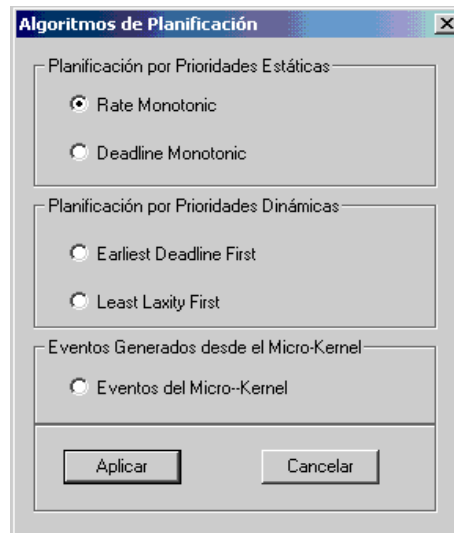 Algoritmos de Planificación
Planificación por Prioridades Estáticas
Rate Monotonic
Deadline Monotonic
Planificación por Prioridades Dinámicas
Earliest Deadline First
Least Laxity First
Eventos Generados desde el Micro-Kernel
Eventos del Micro--Kernel
Aplicar Cancelar